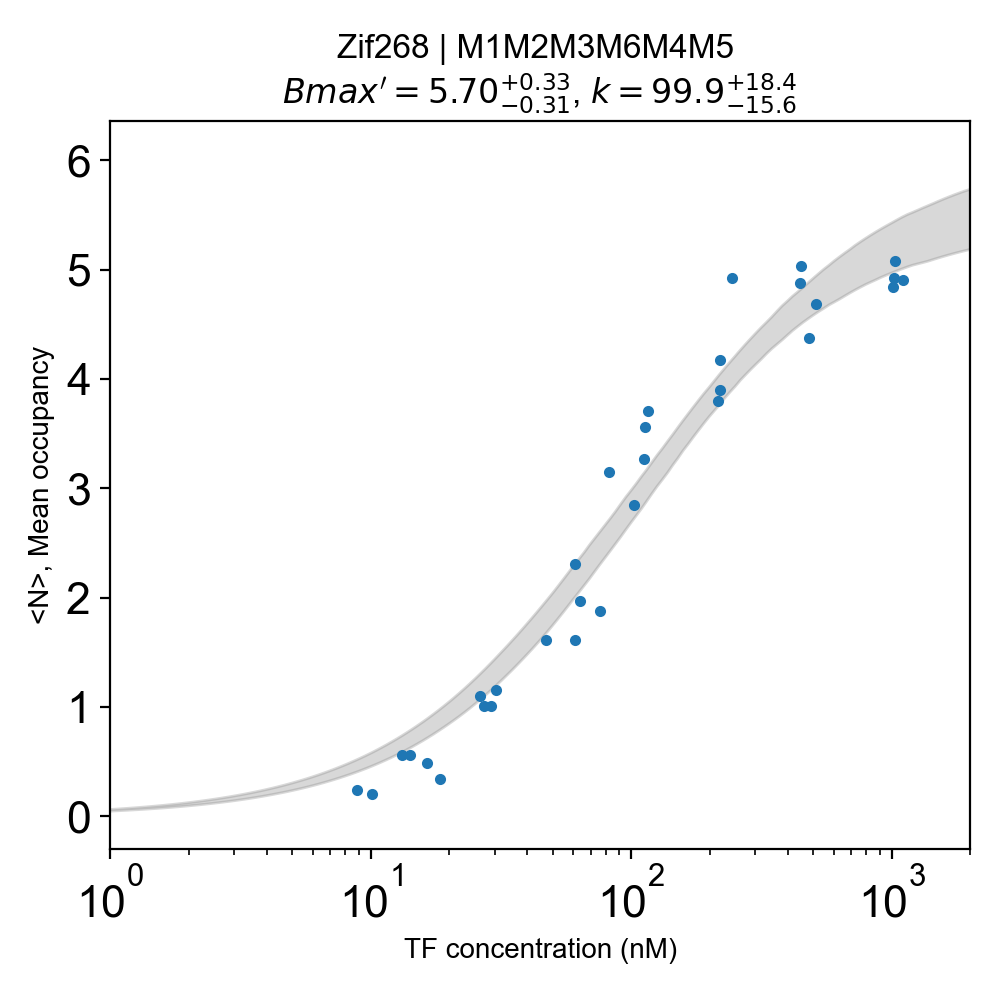 Zif268 | M1M2M3M6M4M5
Bmax′ = 5.70 +0.33 −0.31, k = 99.9 +18.4 −15.6
6
5
4
3
2
1
0
<N>, Mean occupancy
10^0 10^1 10^2 10^3
TF concentration (nM)